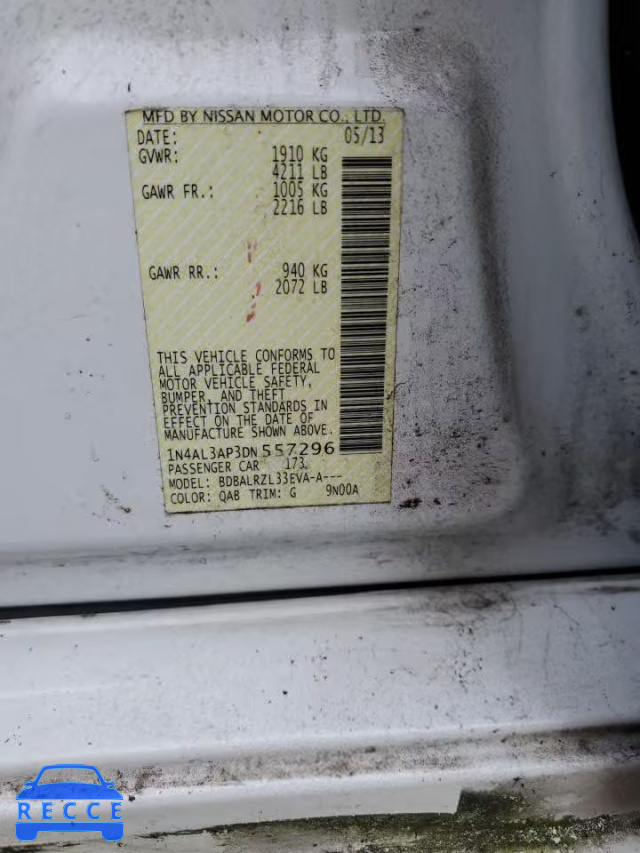 MFD BY NISSAN MOTOR CO., LTD.
DATE: 05/13
GVWR: 1910 KG
4211 LB
GAWR FR.: 1005 KG
2216 LB
GAWR RR.: 940 KG
2072 LB
THIS VEHICLE CONFORMS TO
ALL APPLICABLE FEDERAL
MOTOR VEHICLE SAFETY,
BUMPER, AND THEFT
PREVENTION STANDARDS IN
EFFECT ON THE DATE OF
MANUFACTURE SHOWN ABOVE.
1N4AL3AP3DN557296
PASSENGER CAR 173
MODEL: BDBALRZL33EVA-A---
COLOR: QAB TRIM: G 9N00A
RECCE